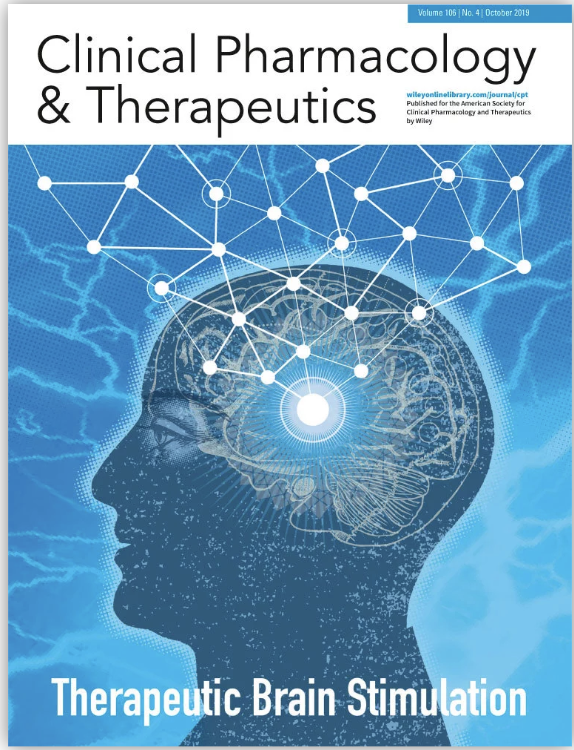 Volume 106 | No. 4 | October 2019
Clinical Pharmacology
& Therapeutics
wileyonlinelibrary.com/journal/cpt
Published for the American Society for
Clinical Pharmacology and Therapeutics
by Wiley
Therapeutic Brain Stimulation